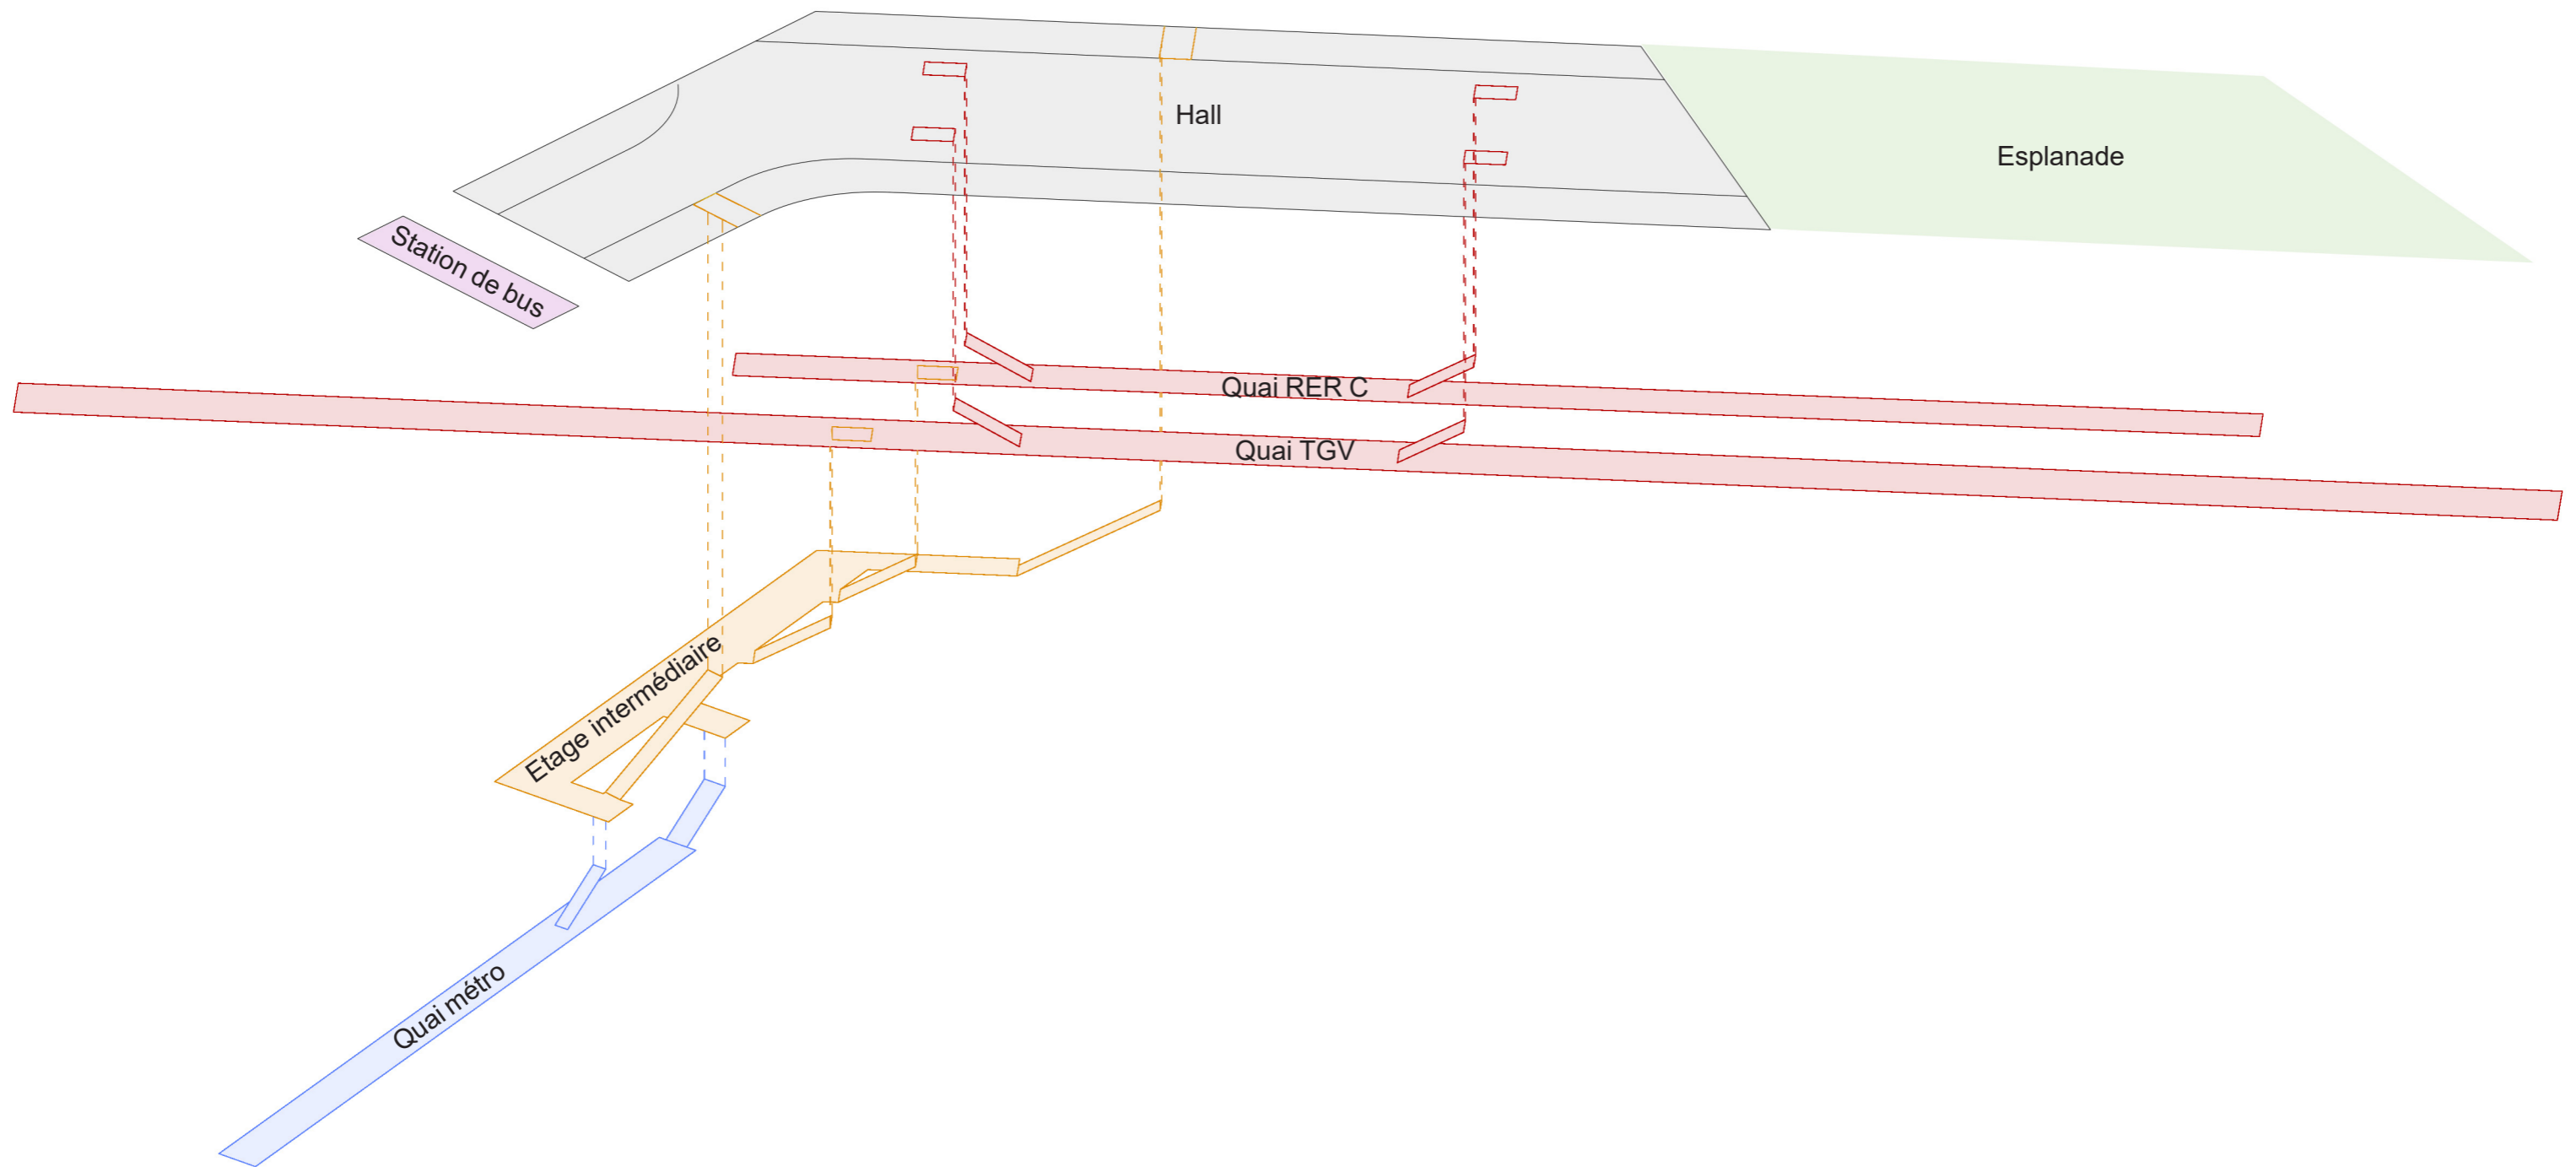 Hall
Esplanade
Station de bus
Quai RER C
Quai TGV
Etage intermédiaire
Quai métro